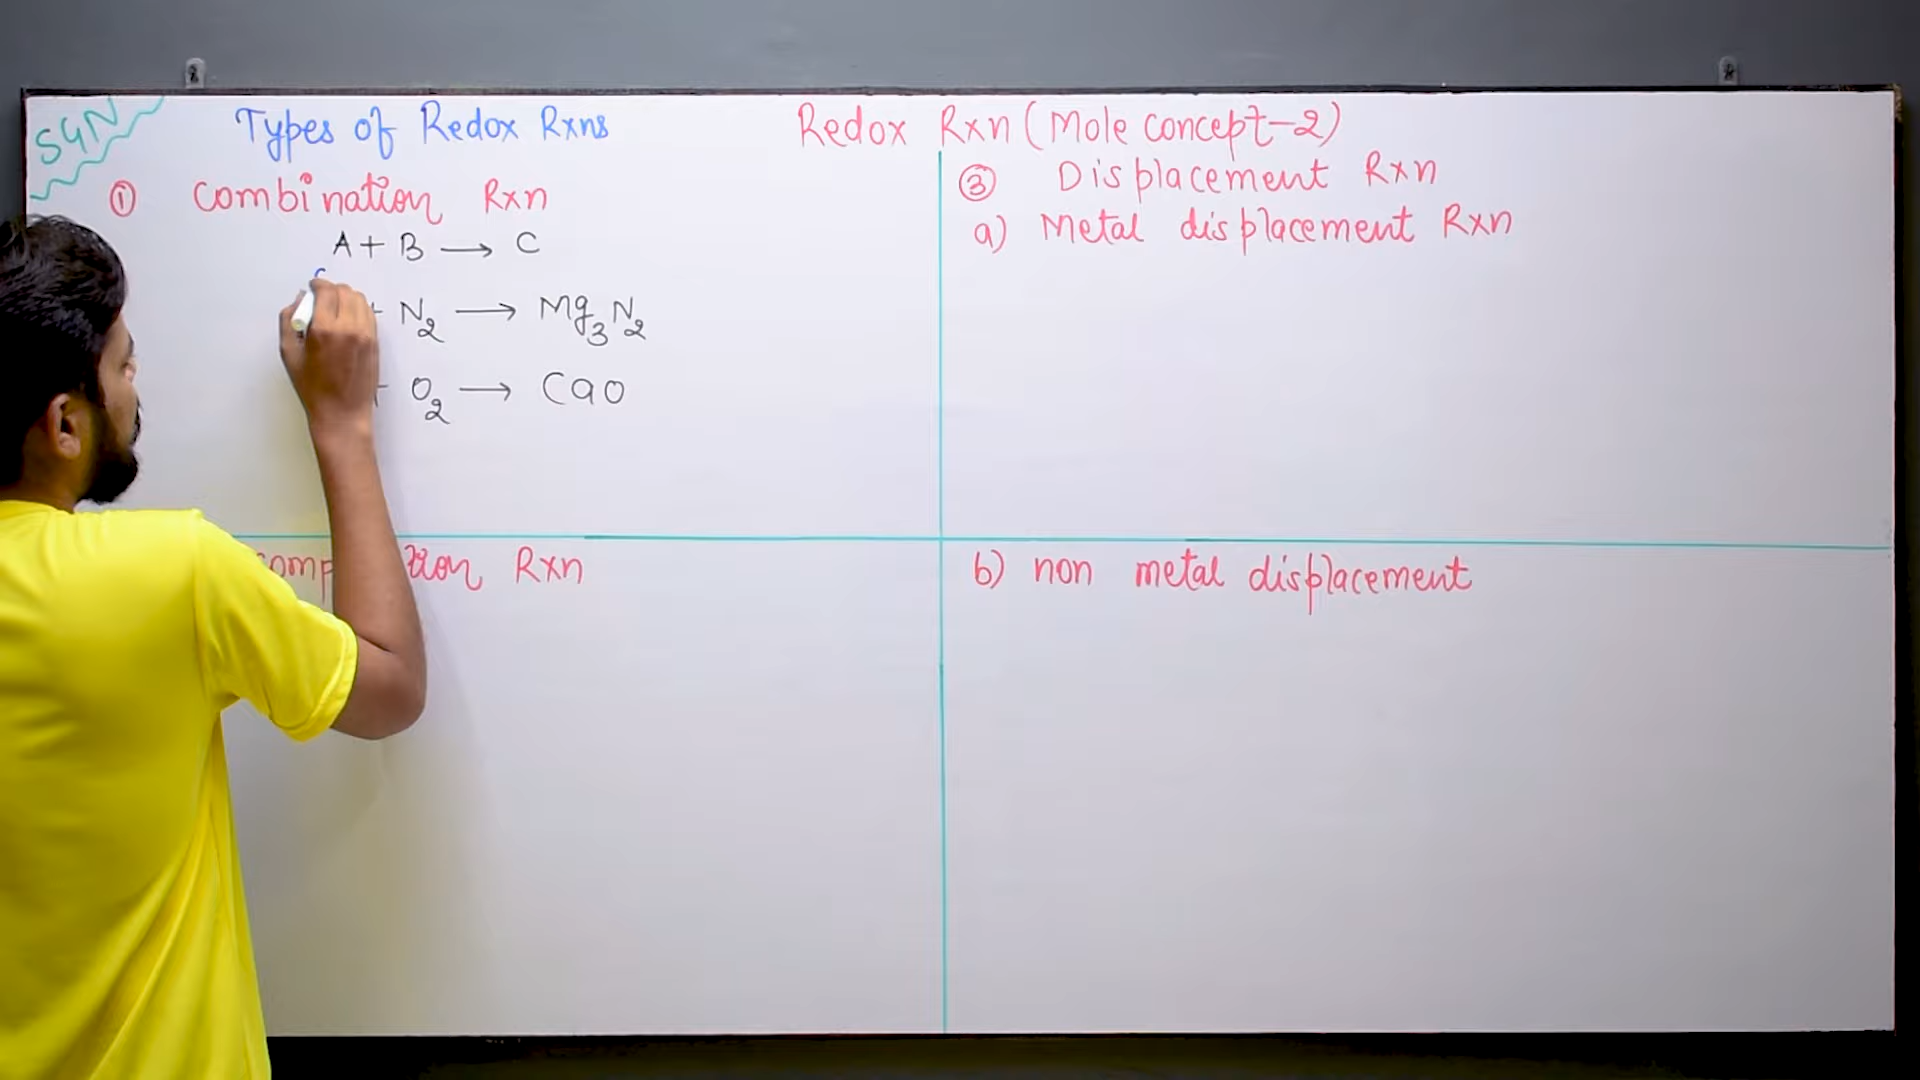 SGN
Types of Redox Rxns
Redox Rxn (Mole concept-2)
① Combination Rxn
A + B → C
+ N2 → Mg3N2
+ O2 → CaO
Rxn
③ Displacement Rxn
a) Metal displacement Rxn
b) non metal displacement